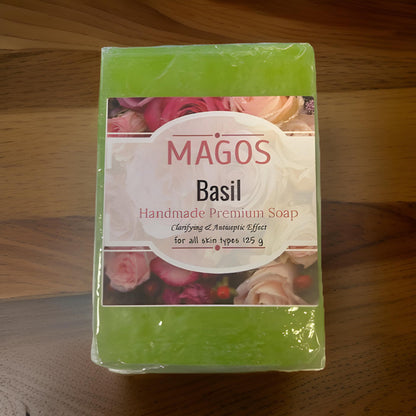 MAGOS
Basil
Handmade Premium Soap
Clarifying & Antiseptic Effect
for all skin types 125 g